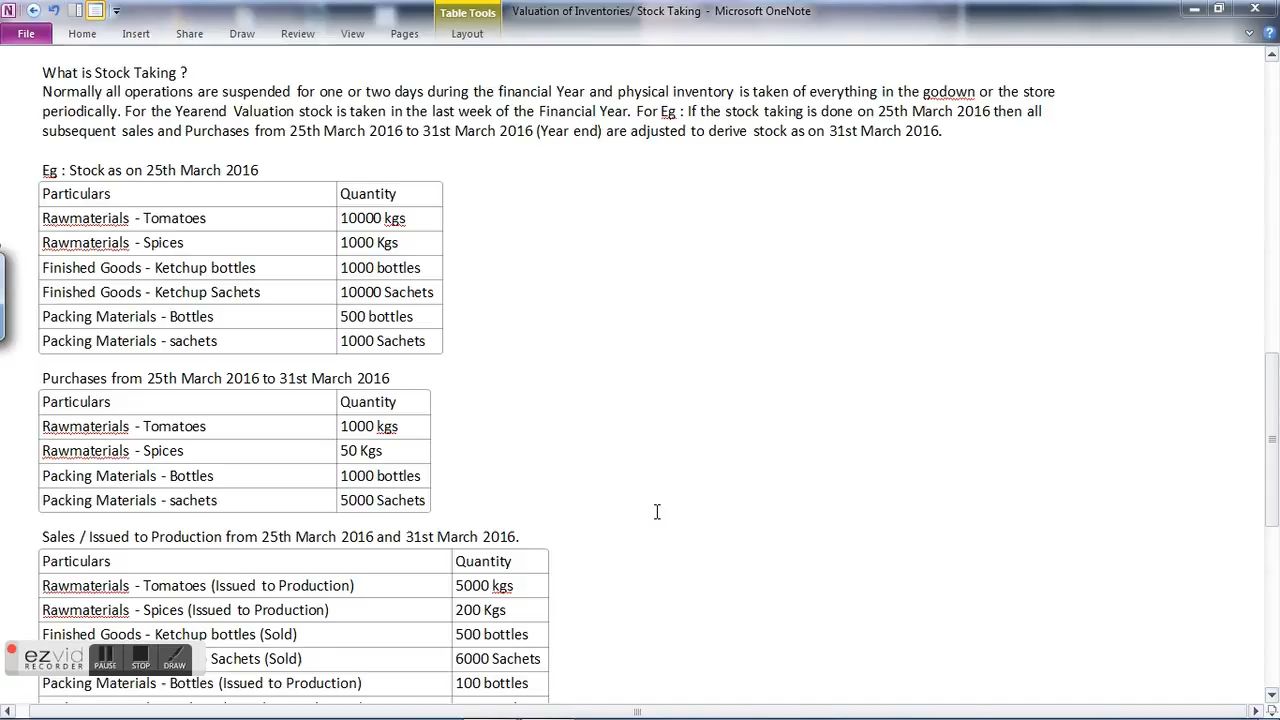 Table Tools
Valuation of Inventories/ Stock Taking - Microsoft OneNote
File Home Insert Share Draw Review View Pages Layout
What is Stock Taking ?
Normally all operations are suspended for one or two days during the financial Year and physical inventory is taken of everything in the godown or the store
periodically. For the Yearend Valuation stock is taken in the last week of the Financial Year. For Eg : If the stock taking is done on 25th March 2016 then all
subsequent sales and Purchases from 25th March 2016 to 31st March 2016 (Year end) are adjusted to derive stock as on 31st March 2016.
Eg : Stock as on 25th March 2016
Particulars Quantity
Rawmaterials - Tomatoes 10000 kgs
Rawmaterials - Spices 1000 Kgs
Finished Goods - Ketchup bottles 1000 bottles
Finished Goods - Ketchup Sachets 10000 Sachets
Packing Materials - Bottles 500 bottles
Packing Materials - sachets 1000 Sachets
Purchases from 25th March 2016 to 31st March 2016
Particulars Quantity
Rawmaterials - Tomatoes 1000 kgs
Rawmaterials - Spices 50 Kgs
Packing Materials - Bottles 1000 bottles
Packing Materials - sachets 5000 Sachets
Sales / Issued to Production from 25th March 2016 and 31st March 2016.
Particulars Quantity
Rawmaterials - Tomatoes (Issued to Production) 5000 kgs
Rawmaterials - Spices (Issued to Production) 200 Kgs
Finished Goods - Ketchup bottles (Sold) 500 bottles
Sachets (Sold) 6000 Sachets
Packing Materials - Bottles (Issued to Production) 100 bottles
ezvid
RECORDER
PAUSE STOP DRAW